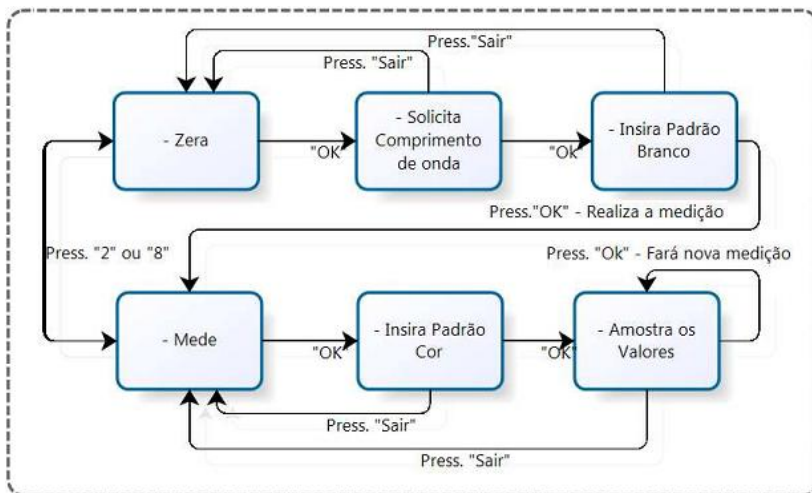 Press."Sair"
Press. "Sair"
- Zera
"OK"
- Solicita
Comprimento
de onda
"Ok"
- Insira Padrão
Branco
Press."OK" - Realiza a medição
Press. "2" ou "8"
Press. "Ok" - Fará nova medição
- Mede
"OK"
- Insira Padrão
Cor
"OK"
- Amostra os
Valores
Press. "Sair"
Press. "Sair"